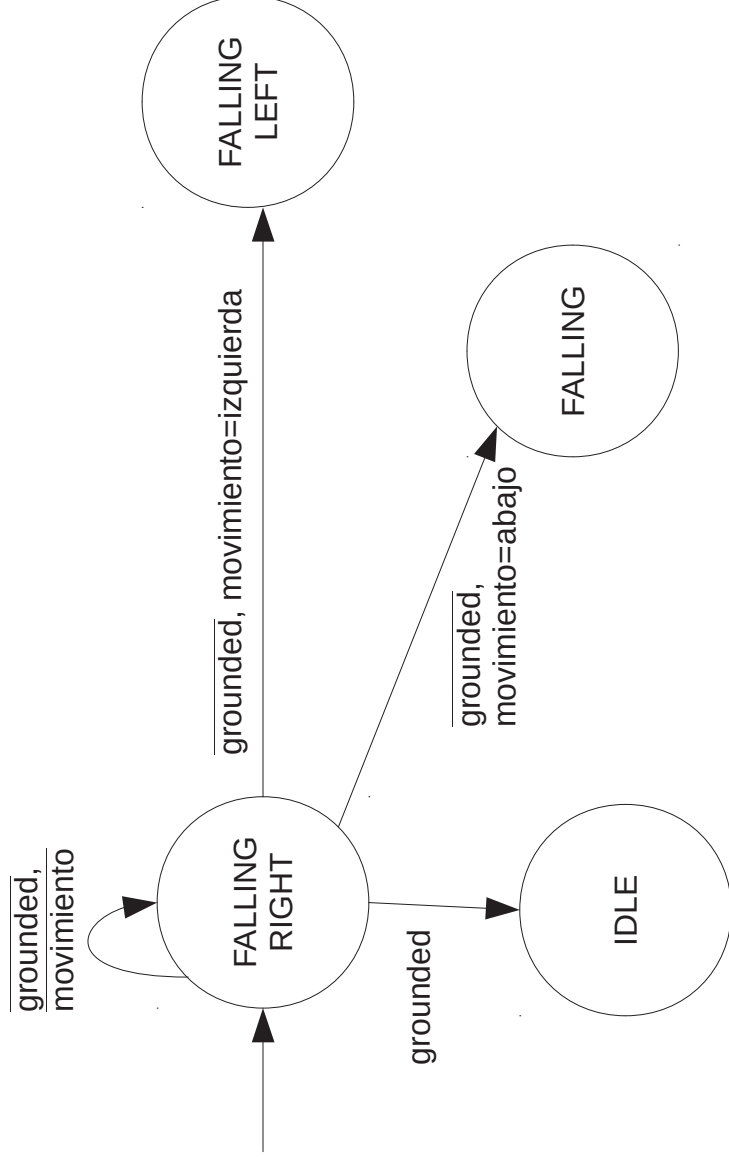 grounded,
movimiento
FALLING
RIGHT
grounded
IDLE
grounded, movimiento=izquierda
grounded,
movimiento=abajo
FALLING
FALLING
LEFT